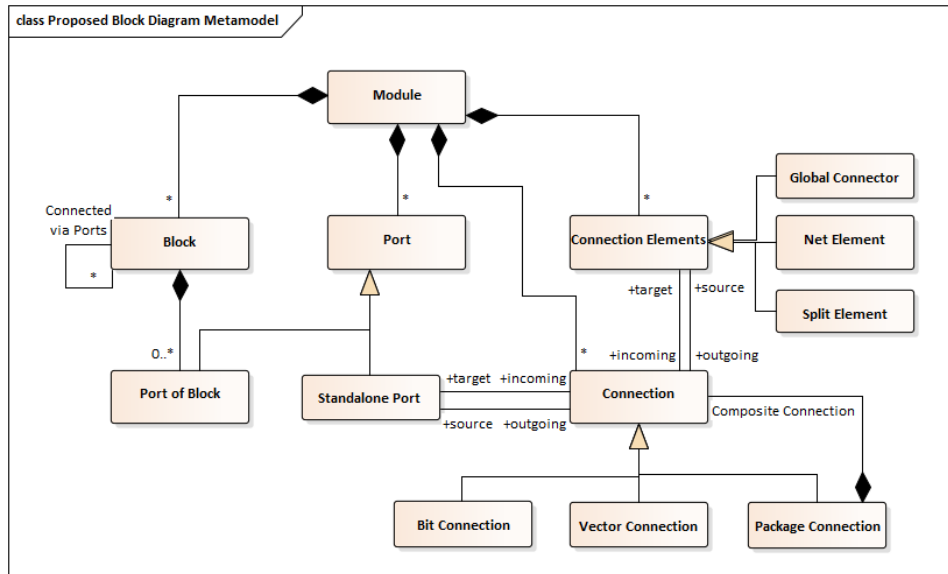 class Proposed Block Diagram Metamodel
Module
Global Connector
*
*
*
Connected
via Ports
Block
Port
Connection Elements
Net Element
*
+target
+source
Split Element
0..*
*
+incoming
+outgoing
Port of Block
Standalone Port
+target
+incoming
Connection
+source
+outgoing
Composite Connection
Bit Connection
Vector Connection
Package Connection